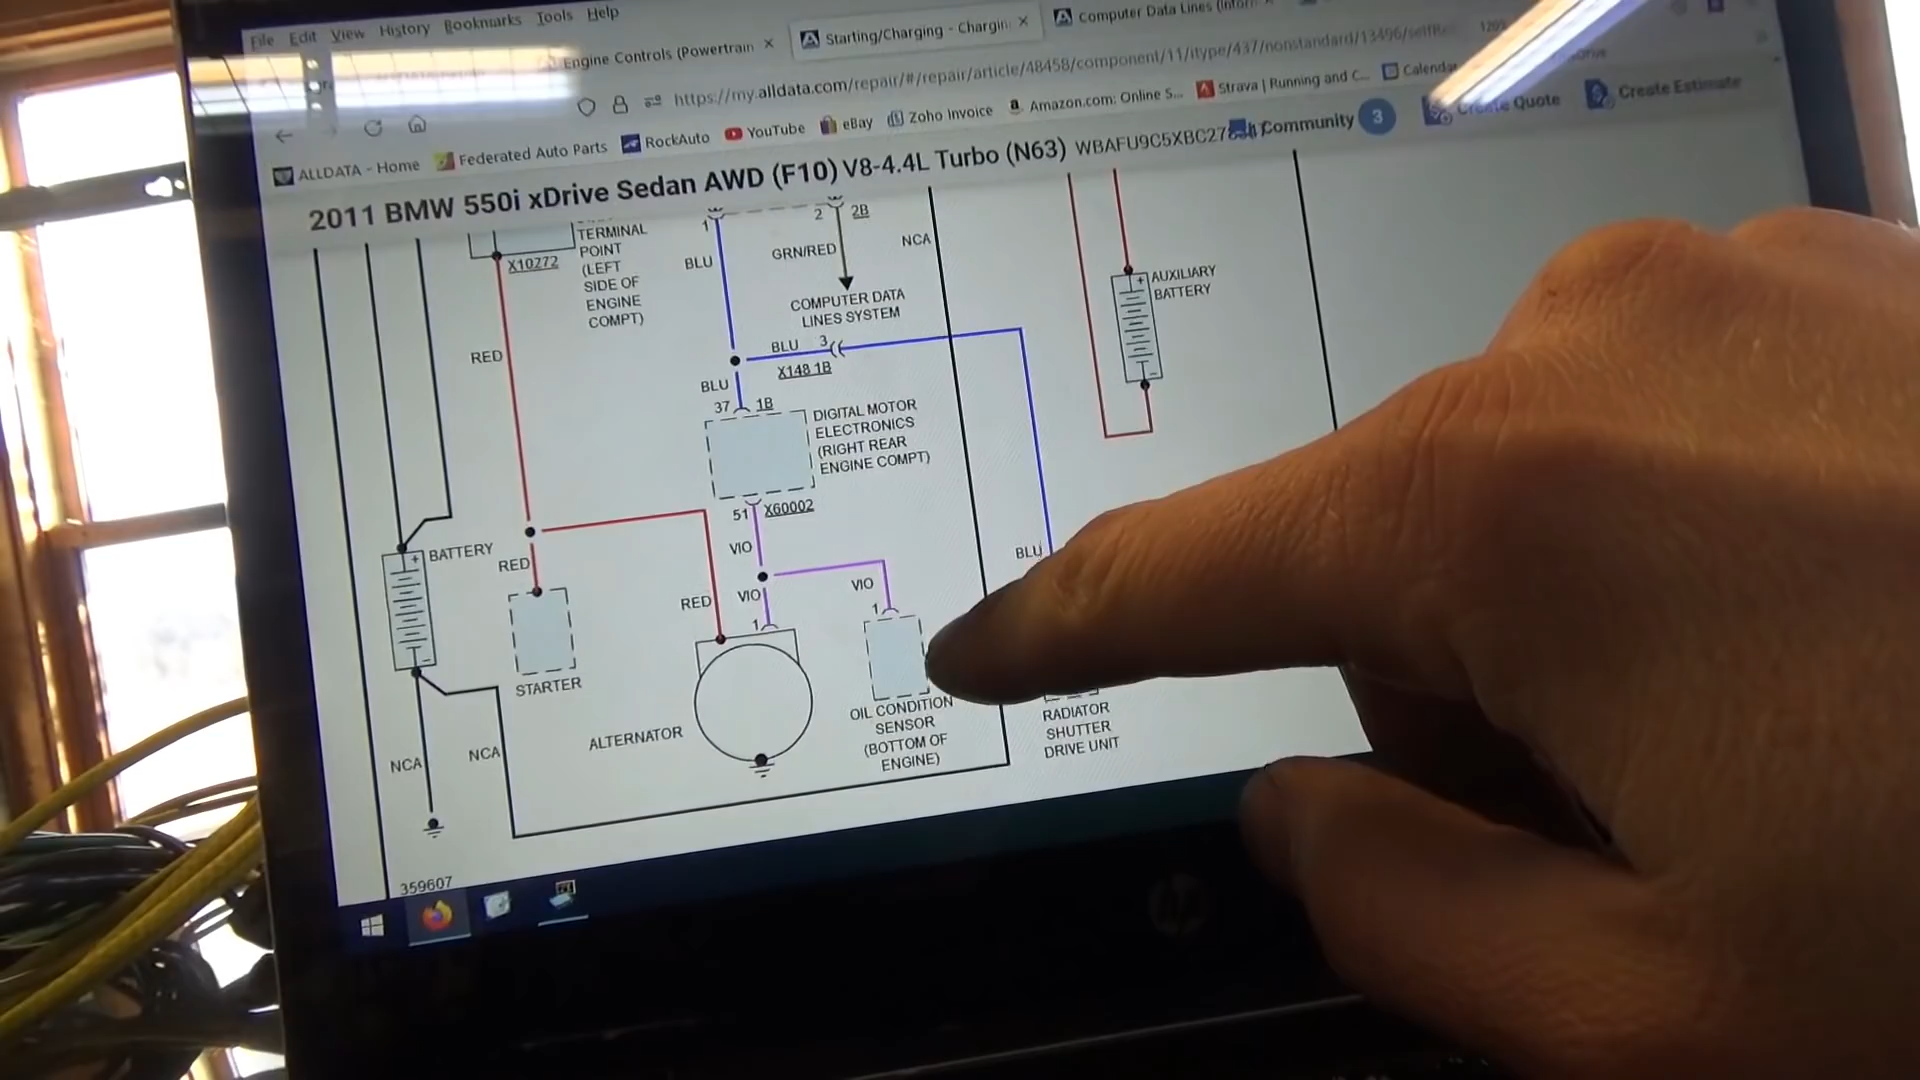 File Edit View History Bookmarks Tools Help
Engine Controls (Powertrain ×
Starting/Charging - Chargin ×
Computer Data Lines (Infor
https://my.alldata.com/repair/#/repair/article/48458/component/11/itype/437/nonstandard/13496/
ALLDATA - Home
Federated Auto Parts
RockAuto
YouTube
eBay
Zoho Invoice
Amazon.com: Online S...
Strava | Running and C...
Calendar
2011 BMW 550i xDrive Sedan AWD (F10) V8-4.4L Turbo (N63)
Community 3
Create Quote
Create Estimate
X10272
TERMINAL
POINT
(LEFT
SIDE OF
ENGINE
COMPT)
1
BLU
2 2B
GRN/RED
COMPUTER DATA
LINES SYSTEM
NCA
AUXILIARY
BATTERY
+
-
RED
BLU 3
X148 1B
BLU
37 1B
DIGITAL MOTOR
ELECTRONICS
(RIGHT REAR
ENGINE COMPT)
51 X60002
VIO
VIO
VIO
1
1
BLU
BATTERY
+
-
RED
RED
STARTER
ALTERNATOR
OIL CONDITION
SENSOR
(BOTTOM OF
ENGINE)
RADIATOR
SHUTTER
DRIVE UNIT
NCA
NCA
359607
hp